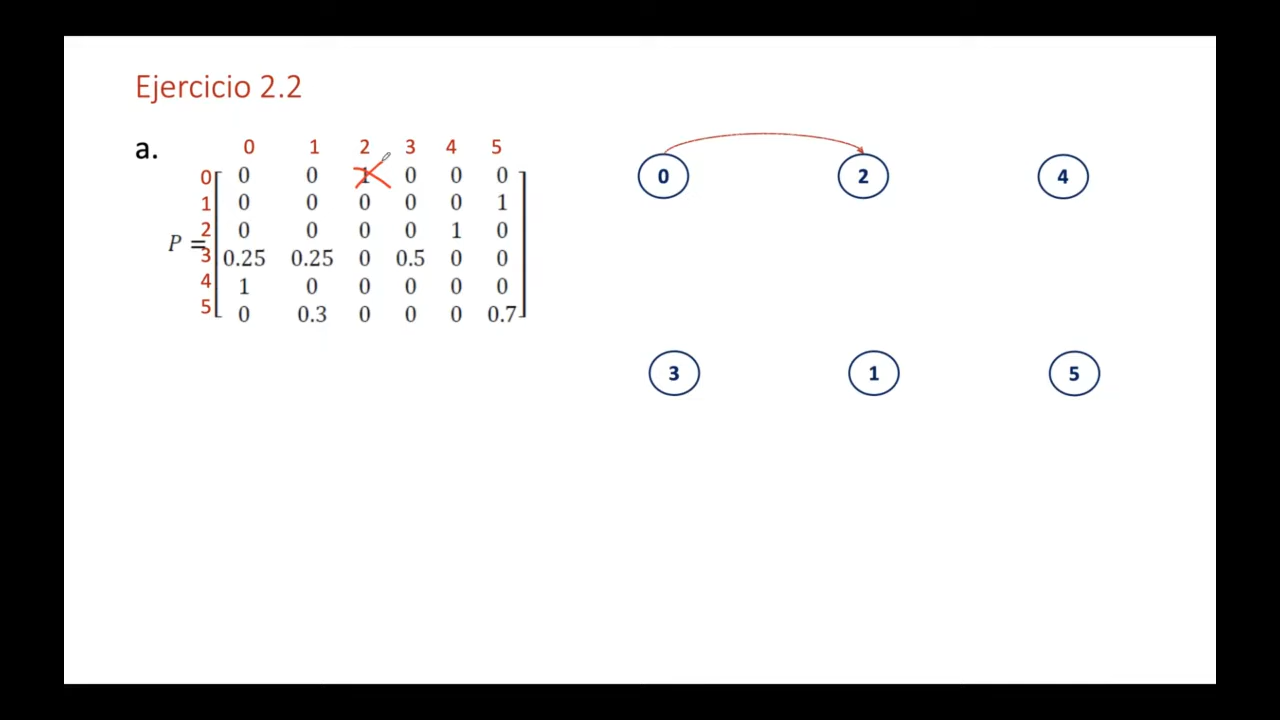 Ejercicio 2.2
a.
0 1 2 3 4 5
0 0 0 1 0 0 0
1 0 0 0 0 0 1
2 0 0 0 0 1 0
P =
3 0.25 0.25 0 0.5 0 0
4 1 0 0 0 0 0
5 0 0.3 0 0 0 0.7
0 2 4
3 1 5